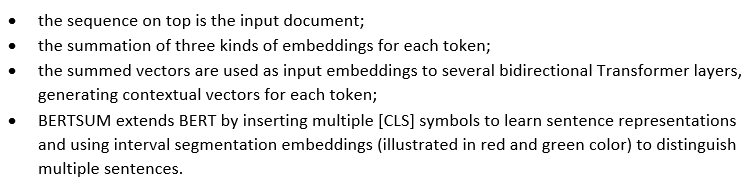 • the sequence on top is the input document;
• the summation of three kinds of embeddings for each token;
• the summed vectors are used as input embeddings to several bidirectional Transformer layers,
generating contextual vectors for each token;
• BERTSUM extends BERT by inserting multiple [CLS] symbols to learn sentence representations
and using interval segmentation embeddings (illustrated in red and green color) to distinguish
multiple sentences.